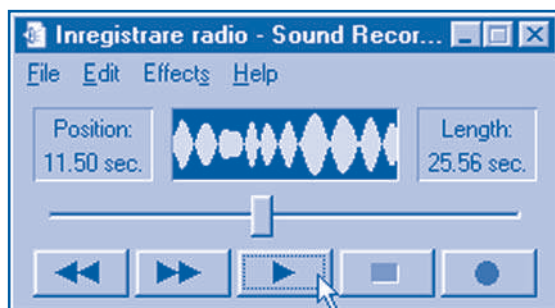 Inregistrare radio - Sound Recor...
File Edit Effects Help
Position: Length:
11.50 sec. 25.56 sec.